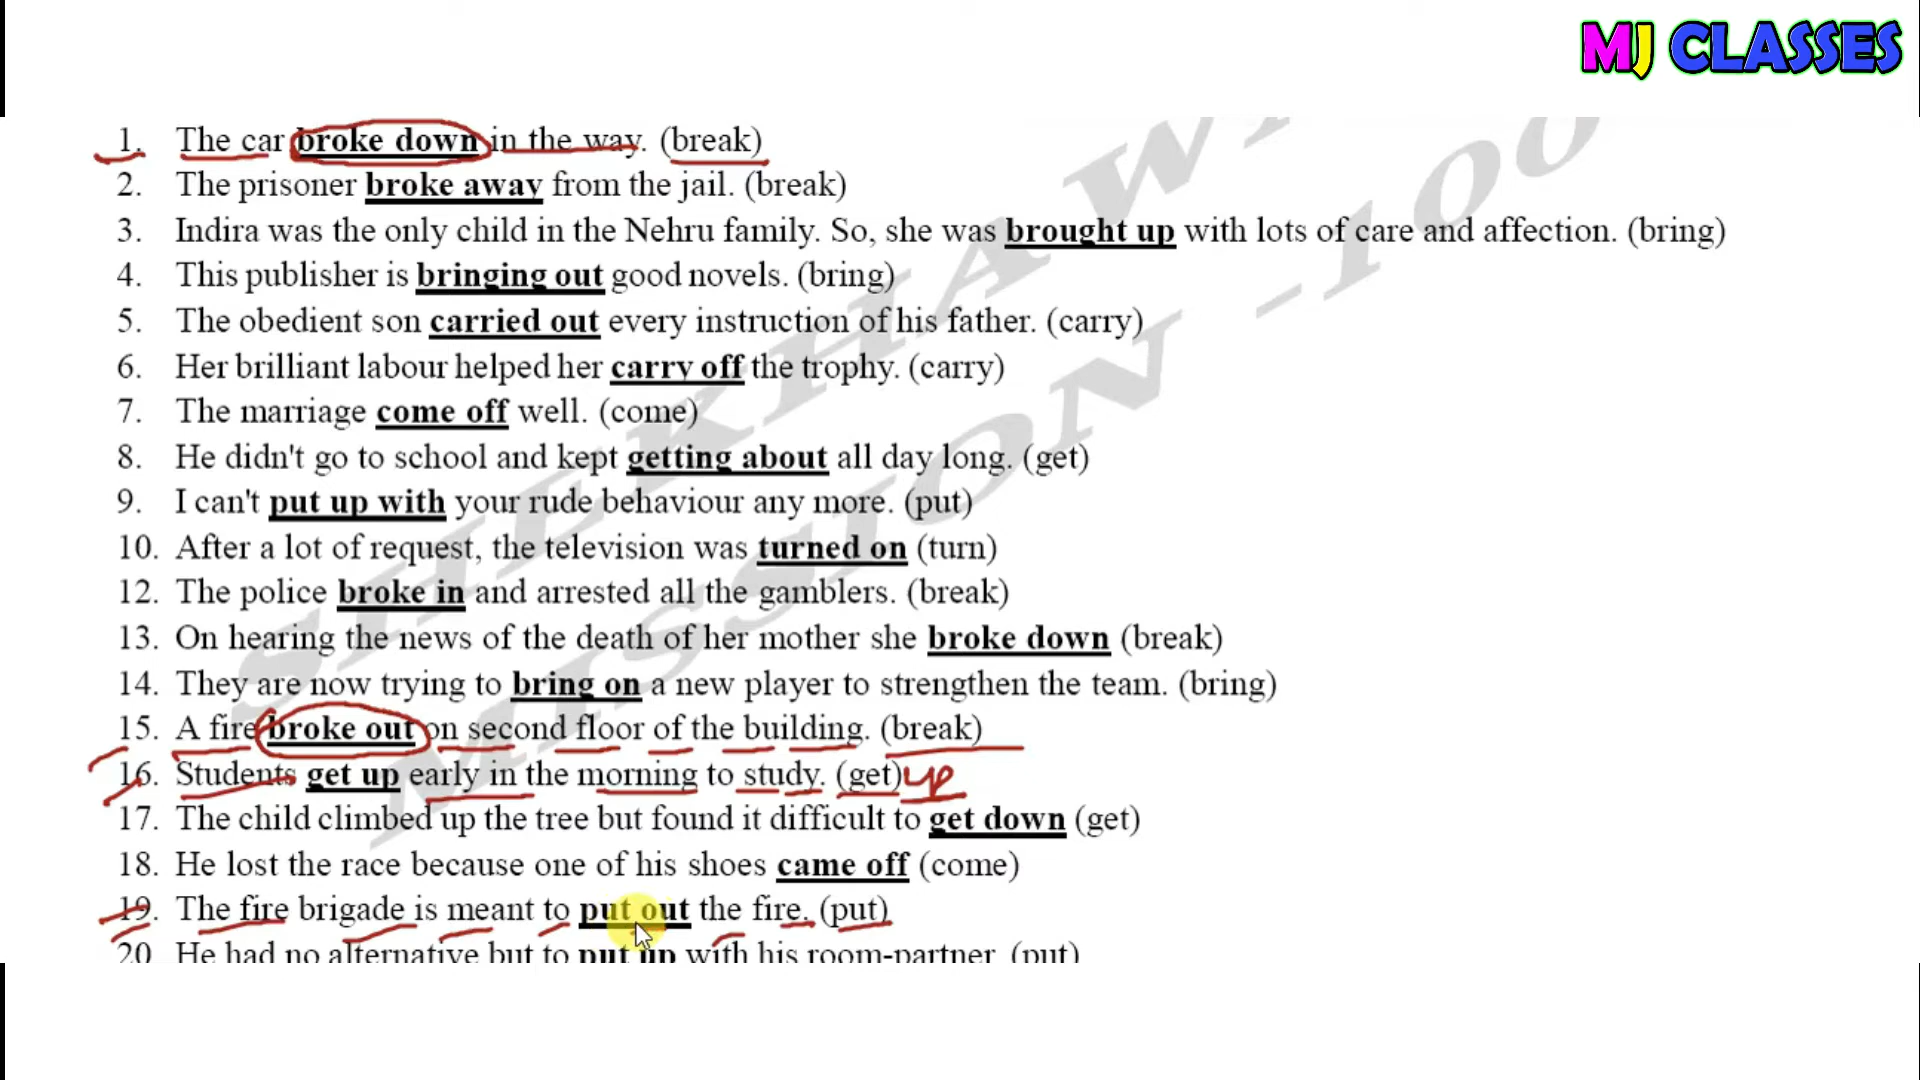 MJ CLASSES
1. The car broke down in the way. (break)
2. The prisoner broke away from the jail. (break)
3. Indira was the only child in the Nehru family. So, she was brought up with lots of care and affection. (bring)
4. This publisher is bringing out good novels. (bring)
5. The obedient son carried out every instruction of his father. (carry)
6. Her brilliant labour helped her carry off the trophy. (carry)
7. The marriage come off well. (come)
8. He didn't go to school and kept getting about all day long. (get)
9. I can't put up with your rude behaviour any more. (put)
10. After a lot of request, the television was turned on (turn)
12. The police broke in and arrested all the gamblers. (break)
13. On hearing the news of the death of her mother she broke down (break)
14. They are now trying to bring on a new player to strengthen the team. (bring)
15. A fire broke out on second floor of the building. (break)
16. Students get up early in the morning to study. (get) up
17. The child climbed up the tree but found it difficult to get down (get)
18. He lost the race because one of his shoes came off (come)
19. The fire brigade is meant to put out the fire. (put)
20. He had no alternative but to put up with his room-partner. (put)
SHEKHAW
MISSION -100